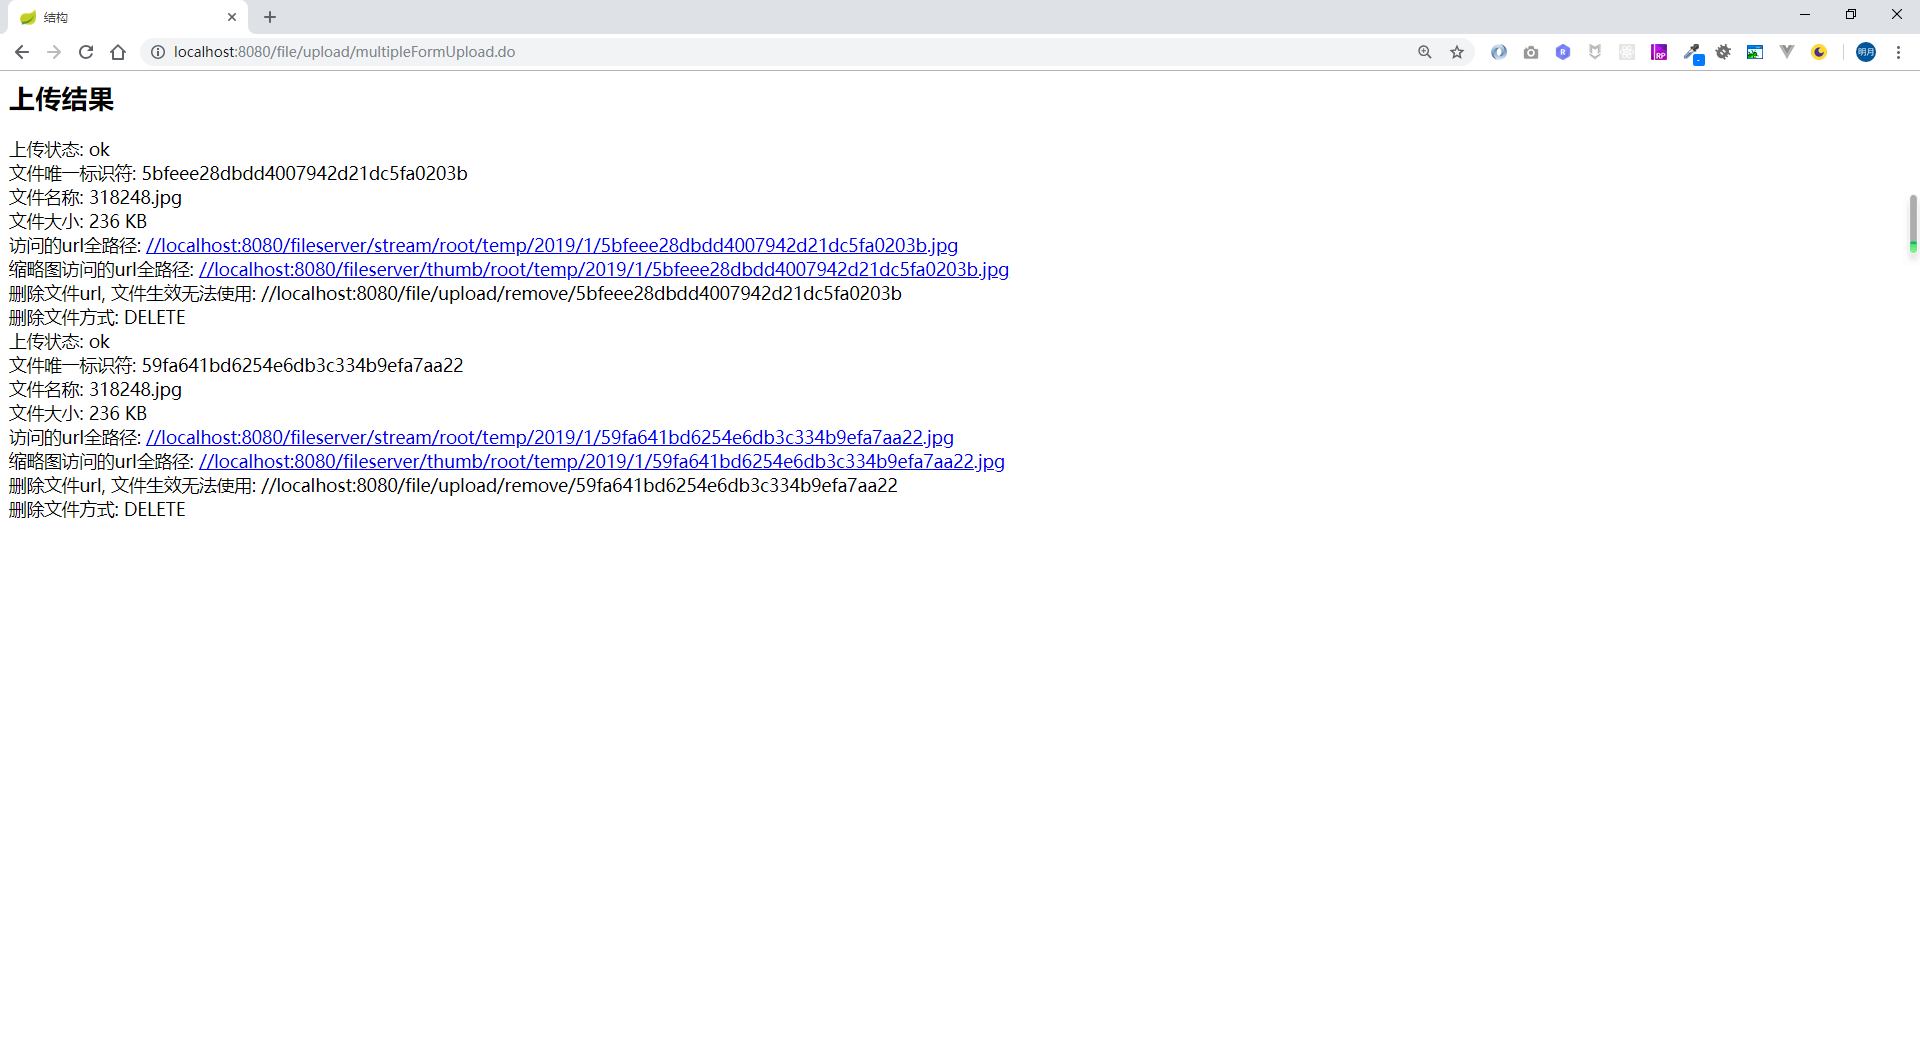 结构
localhost:8080/file/upload/multipleFormUpload.do
R
RP
明月
上传结果
上传状态: ok
文件唯一标识符: 5bfeee28dbdd4007942d21dc5fa0203b
文件名称: 318248.jpg
文件大小: 236 KB
访问的url全路径: //localhost:8080/fileserver/stream/root/temp/2019/1/5bfeee28dbdd4007942d21dc5fa0203b.jpg
缩略图访问的url全路径: //localhost:8080/fileserver/thumb/root/temp/2019/1/5bfeee28dbdd4007942d21dc5fa0203b.jpg
删除文件url, 文件生效无法使用: //localhost:8080/file/upload/remove/5bfeee28dbdd4007942d21dc5fa0203b
删除文件方式: DELETE
上传状态: ok
文件唯一标识符: 59fa641bd6254e6db3c334b9efa7aa22
文件名称: 318248.jpg
文件大小: 236 KB
访问的url全路径: //localhost:8080/fileserver/stream/root/temp/2019/1/59fa641bd6254e6db3c334b9efa7aa22.jpg
缩略图访问的url全路径: //localhost:8080/fileserver/thumb/root/temp/2019/1/59fa641bd6254e6db3c334b9efa7aa22.jpg
删除文件url, 文件生效无法使用: //localhost:8080/file/upload/remove/59fa641bd6254e6db3c334b9efa7aa22
删除文件方式: DELETE